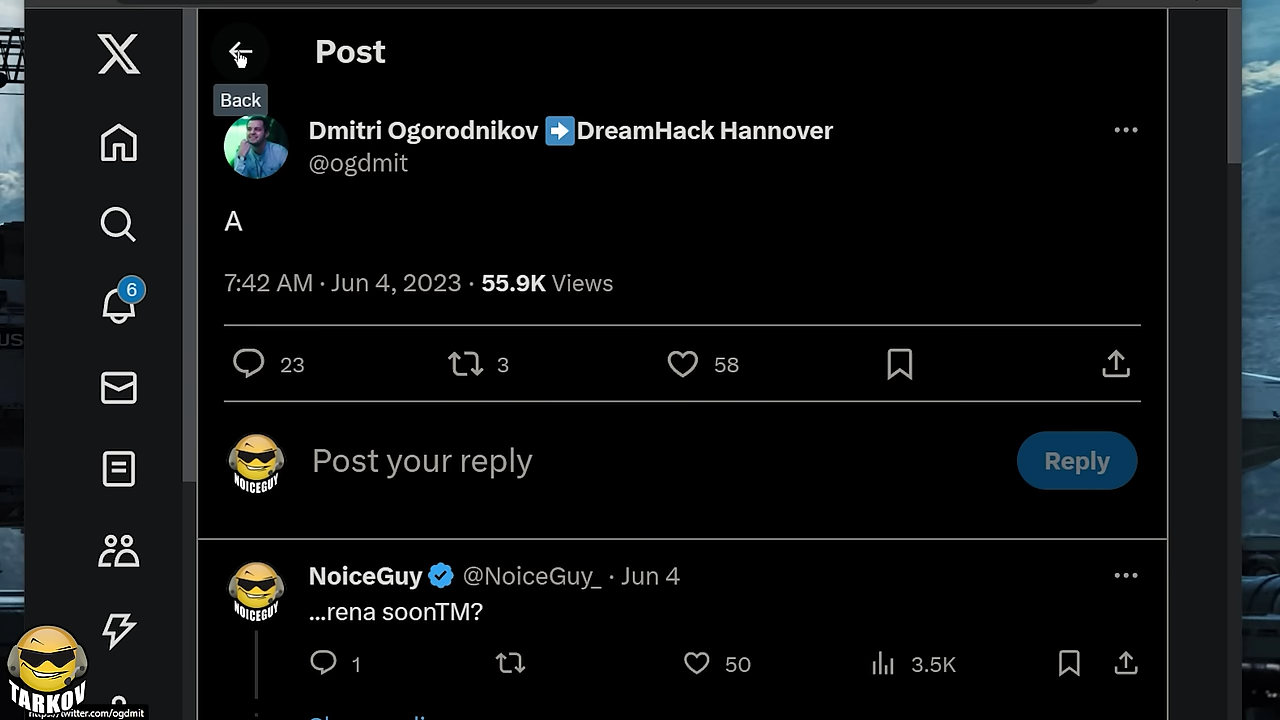 Post
Back
Dmitri Ogorodnikov ➡️DreamHack Hannover
@ogdmit
A
7:42 AM · Jun 4, 2023 · 55.9K Views
23 3 58
NOICEGUY
Post your reply
Reply
NoiceGuy @NoiceGuy_ · Jun 4
NOICEGUY
...rena soonTM?
1 50 3.5K
6
TARKOV
https://twitter.com/ogdmit